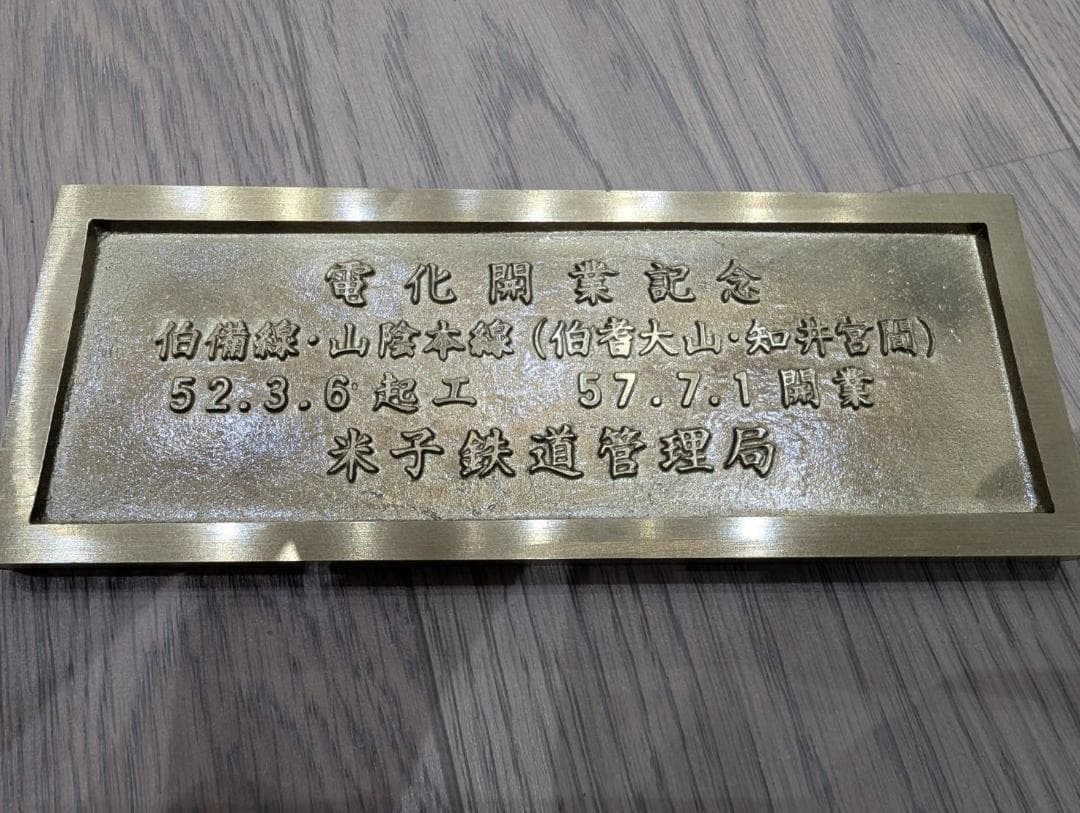 電化開業記念
伯備線・山陰本線(伯耆大山・知井宮間)
52.3.6 起工 57.7.1 開業
米子鉄道管理局